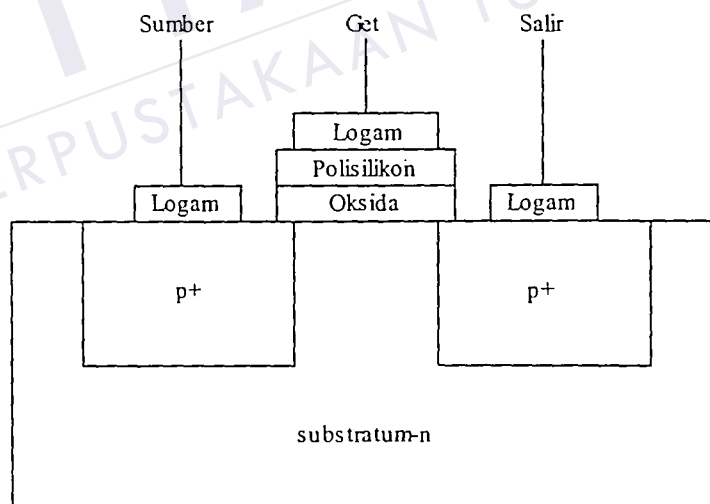 Sumber Get Salir
Logam
Polisilikon
Logam Oksida Logam
p+ p+
substratum-n